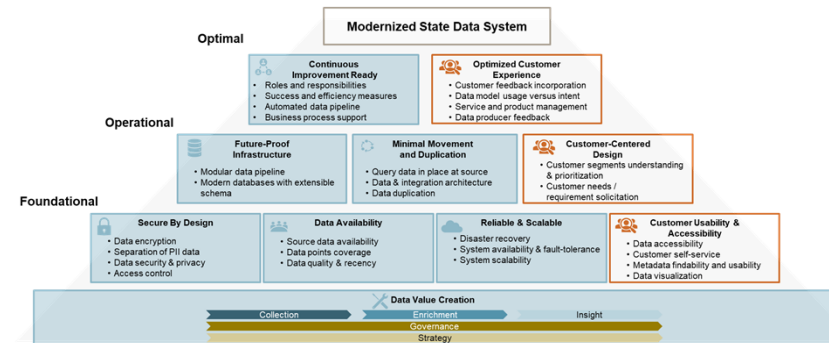 Modernized State Data System
Optimal
Continuous
Improvement Ready
• Roles and responsibilities
• Success and efficiency measures
• Automated data pipeline
• Business process support
Optimized Customer
Experience
• Customer feedback incorporation
• Data model usage versus intent
• Service and product management
• Data producer feedback
Operational
Future-Proof
Infrastructure
• Modular data pipeline
• Modern databases with extensible
schema
Minimal Movement
and Duplication
• Query data in place at source
• Data & integration architecture
• Data duplication
Customer-Centered
Design
• Customer segments understanding
& prioritization
• Customer needs /
requirement solicitation
Foundational
Secure By Design
• Data encryption
• Separation of PII data
• Data security & privacy
• Access control
Data Availability
• Source data availability
• Data points coverage
• Data quality & recency
Reliable & Scalable
• Disaster recovery
• System availability & fault-tolerance
• System scalability
Customer Usability &
Accessibility
• Data accessibility
• Customer self-service
• Metadata findability and usability
• Data visualization
Data Value Creation
Collection
Enrichment
Insight
Governance
Strategy